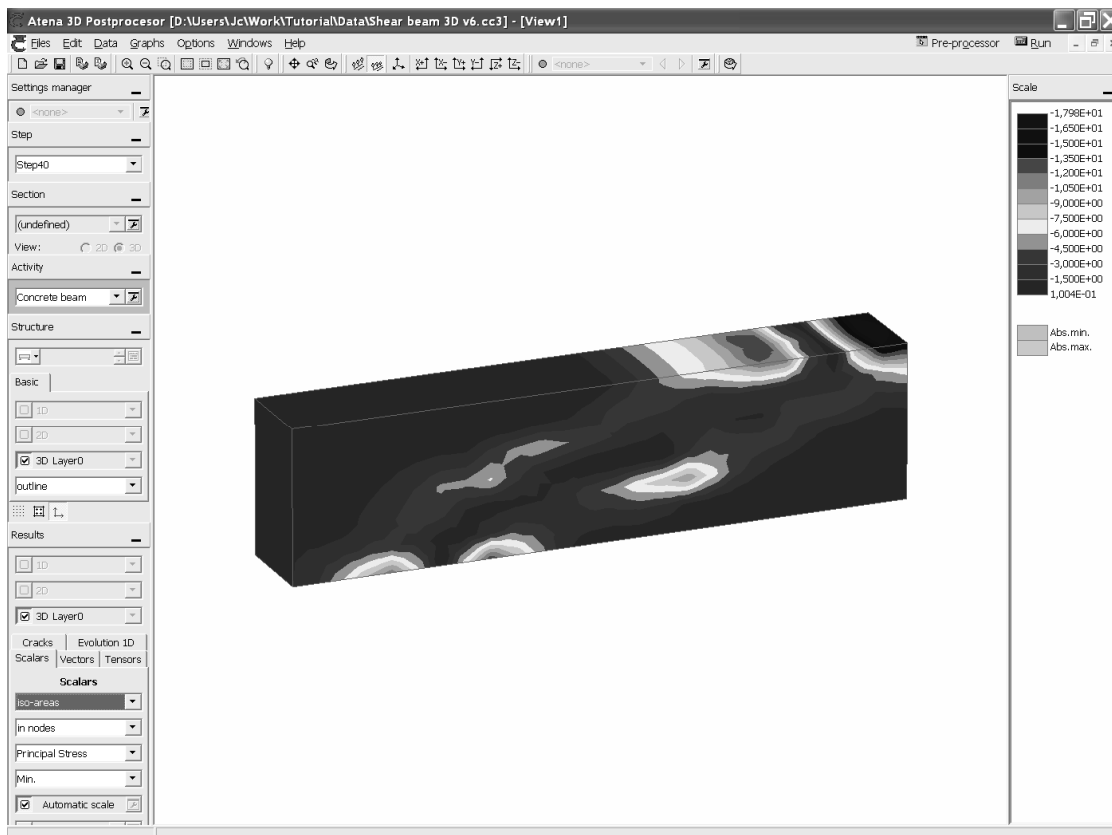 Atena 3D Postprocesor [D:\Users\Jc\Work\Tutorial\Data\Shear beam 3D v6.cc3] - [View1]
Files Edit Data Graphs Options Windows Help Pre-processor Run
<none>
Settings manager
<none>
Step
Step40
Section
(undefined)
View: 2D 3D
Activity
Concrete beam
Structure
Basic
1D
2D
3D Layer0
outline
Results
1D
2D
3D Layer0
Cracks Evolution 1D
Scalars Vectors Tensors
Scalars
iso-areas
in nodes
Principal Stress
Min.
Automatic scale
Scale
-1,798E+01
-1,650E+01
-1,500E+01
-1,350E+01
-1,200E+01
-1,050E+01
-9,000E+00
-7,500E+00
-6,000E+00
-4,500E+00
-3,000E+00
-1,500E+00
1,004E-01
Abs.min.
Abs.max.